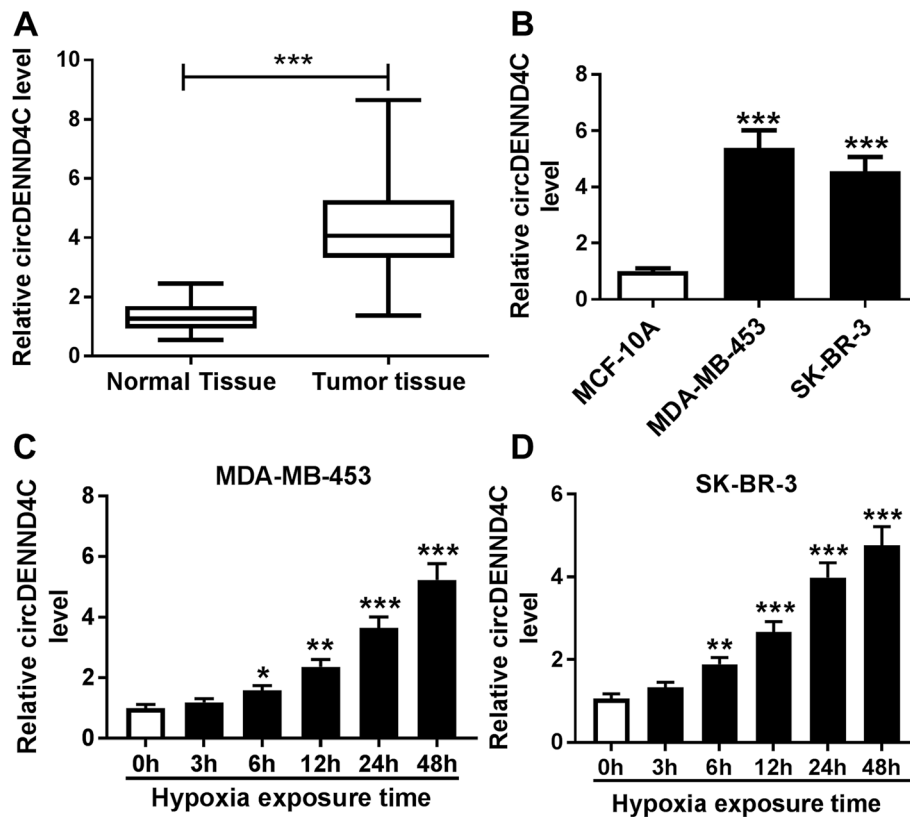 A
Relative circDENND4C level
10
8
6
4
2
0
***
Normal Tissue
Tumor tissue
B
Relative circDENND4C
level
8
6
4
2
0
***
***
MCF-10A
MDA-MB-453
SK-BR-3
C
MDA-MB-453
Relative circDENND4C
level
8
6
4
2
0
*
**
***
***
0h 3h 6h 12h 24h 48h
Hypoxia exposure time
D
SK-BR-3
Relative circDENND4C
level
6
4
2
0
**
***
***
***
0h 3h 6h 12h 24h 48h
Hypoxia exposure time